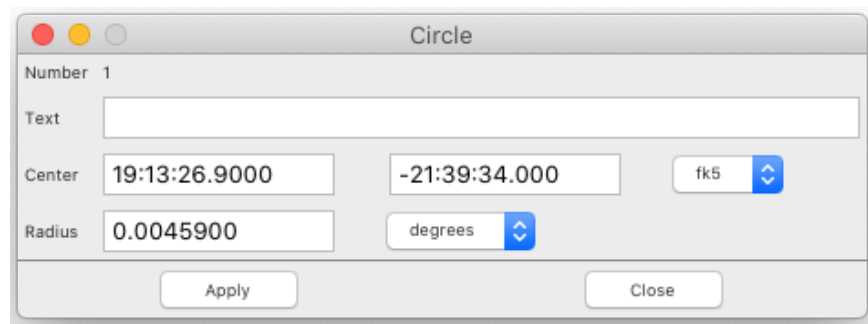 Circle
Number 1
Text
Center 19:13:26.9000 -21:39:34.000 fk5
Radius 0.0045900 degrees
Apply Close